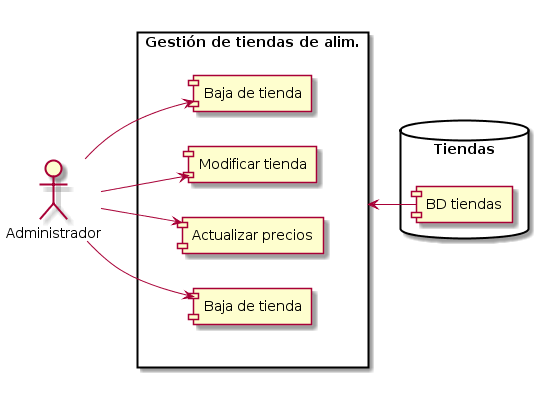 Gestión de tiendas de alim.
Baja de tienda
Modificar tienda
Actualizar precios
Baja de tienda
Administrador
Tiendas
BD tiendas